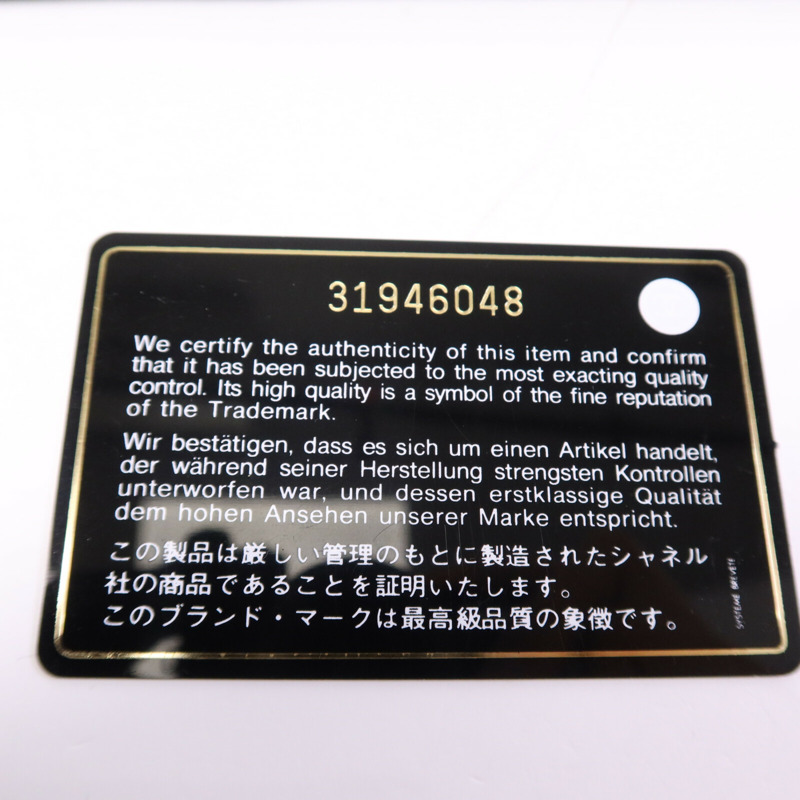 31946048
We certify the authenticity of this item and confirm
that it has been subjected to the most exacting quality
control. Its high quality is a symbol of the fine reputation
of the Trademark.
Wir bestätigen, dass es sich um einen Artikel handelt,
der während seiner Herstellung strengsten Kontrollen
unterworfen war, und dessen erstklassige Qualität
dem hohen Ansehen unserer Marke entspricht.
この製品は厳しい管理のもとに製造されたシャネル
社の商品であることを証明いたします。
このブランド・マークは最高級品質の象徴です。
SYSTEME BREVETE